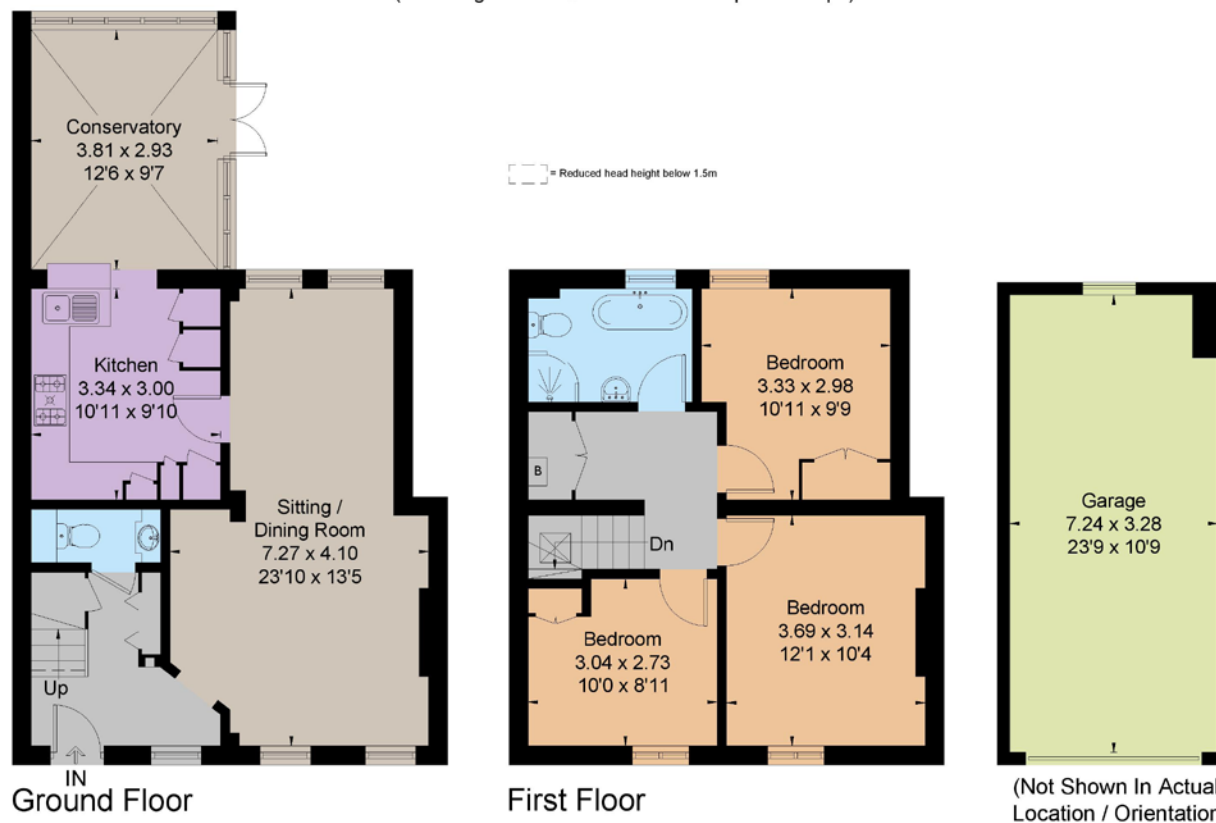 Conservatory
3.81 x 2.93
12'6 x 9'7
= Reduced head height below 1.5m
Kitchen
3.34 x 3.00
10'11 x 9'10
Sitting /
Dining Room
7.27 x 4.10
23'10 x 13'5
Up
IN
Ground Floor
Bedroom
3.33 x 2.98
10'11 x 9'9
B
Dn
Bedroom
3.69 x 3.14
12'1 x 10'4
Bedroom
3.04 x 2.73
10'0 x 8'11
First Floor
Garage
7.24 x 3.28
23'9 x 10'9
(Not Shown In Actual
Location / Orientation